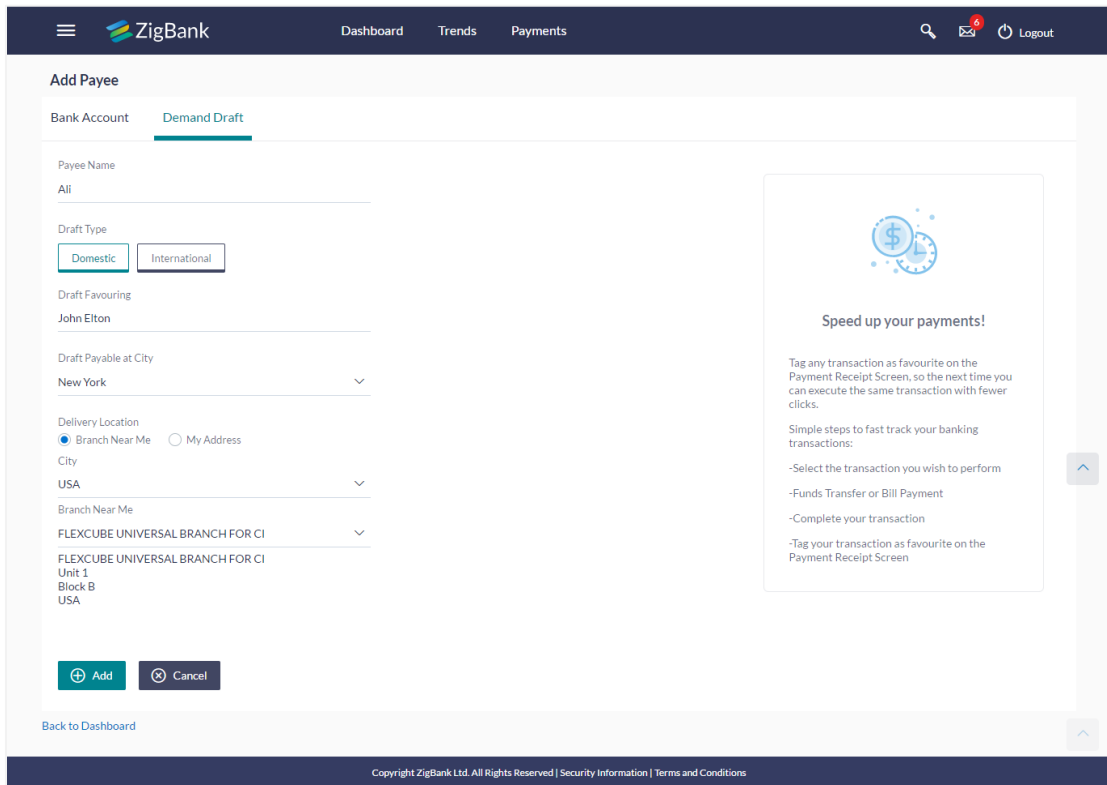 ZigBank
Dashboard
Trends
Payments
6
Logout
Add Payee
Bank Account
Demand Draft
Payee Name
Ali
Draft Type
Domestic
International
Draft Favouring
John Elton
Draft Payable at City
New York
Delivery Location
Branch Near Me
My Address
City
USA
Branch Near Me
FLEXCUBE UNIVERSAL BRANCH FOR CI
FLEXCUBE UNIVERSAL BRANCH FOR CI
Unit 1
Block B
USA
Add
Cancel
Speed up your payments!
Tag any transaction as favourite on the
Payment Receipt Screen, so the next time you
can execute the same transaction with fewer
clicks.
Simple steps to fast track your banking
transactions:
-Select the transaction you wish to perform
-Funds Transfer or Bill Payment
-Complete your transaction
-Tag your transaction as favourite on the
Payment Receipt Screen
Back to Dashboard
Copyright ZigBank Ltd. All Rights Reserved | Security Information | Terms and Conditions